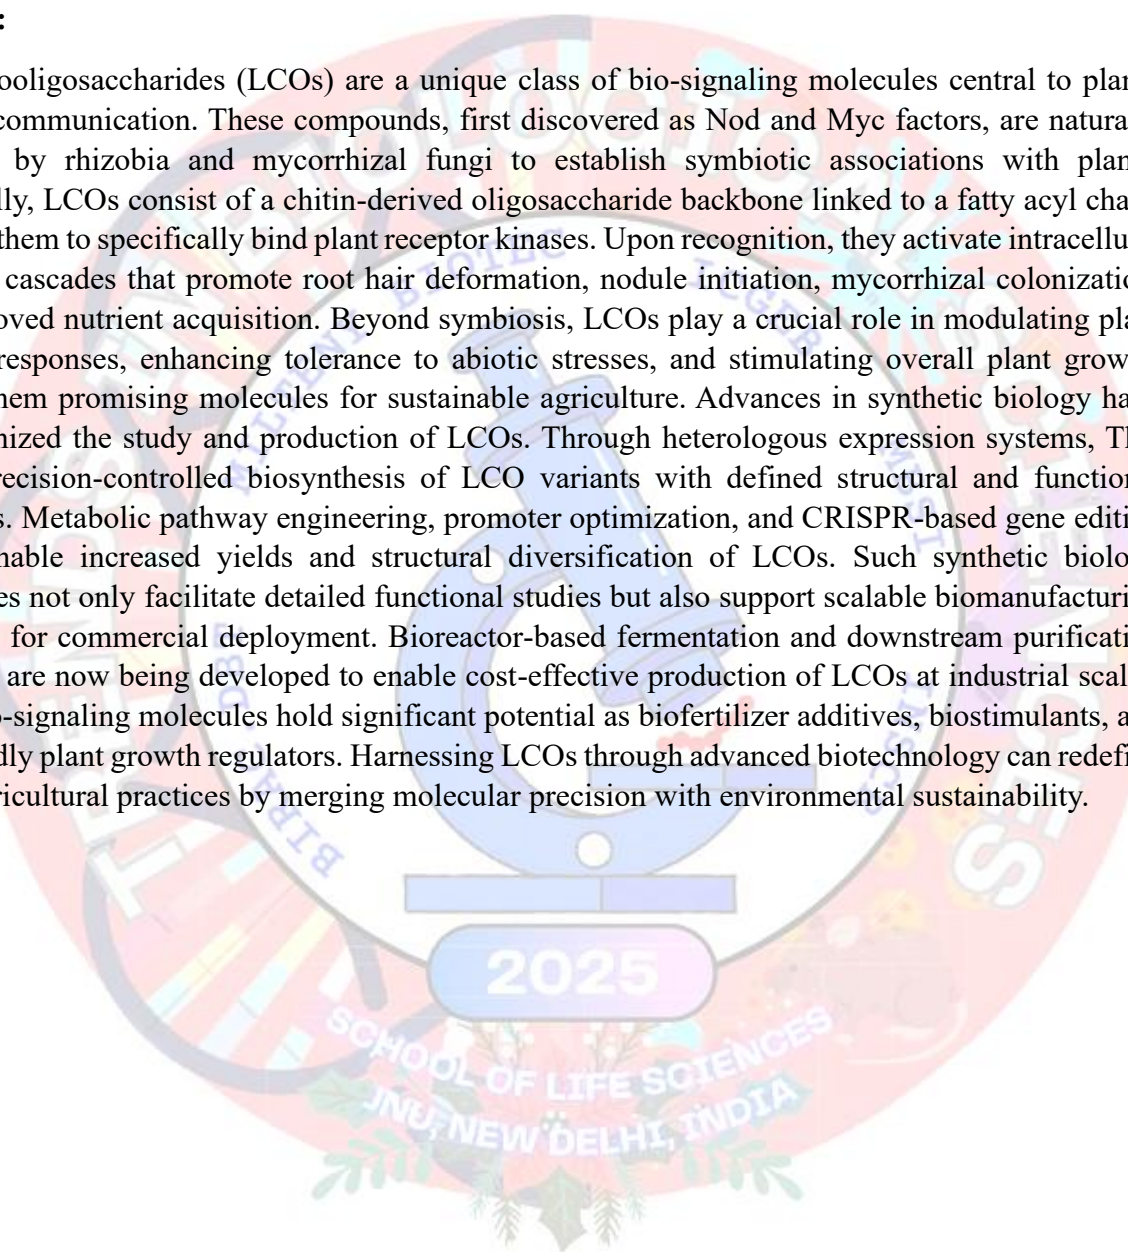 :
ooligosaccharides (LCOs) are a unique class of bio-signaling molecules central to plan
communication. These compounds, first discovered as Nod and Myc factors, are natura
by rhizobia and mycorrhizal fungi to establish symbiotic associations with plan
lly, LCOs consist of a chitin-derived oligosaccharide backbone linked to a fatty acyl cha
them to specifically bind plant receptor kinases. Upon recognition, they activate intracellu
cascades that promote root hair deformation, nodule initiation, mycorrhizal colonizatio
oved nutrient acquisition. Beyond symbiosis, LCOs play a crucial role in modulating pla
responses, enhancing tolerance to abiotic stresses, and stimulating overall plant grow
hem promising molecules for sustainable agriculture. Advances in synthetic biology ha
nized the study and production of LCOs. Through heterologous expression systems, Th
recision-controlled biosynthesis of LCO variants with defined structural and function
s. Metabolic pathway engineering, promoter optimization, and CRISPR-based gene editi
nable increased yields and structural diversification of LCOs. Such synthetic biolo
es not only facilitate detailed functional studies but also support scalable biomanufacturi
for commercial deployment. Bioreactor-based fermentation and downstream purificati
are now being developed to enable cost-effective production of LCOs at industrial scal
o-signaling molecules hold significant potential as biofertilizer additives, biostimulants, a
dly plant growth regulators. Harnessing LCOs through advanced biotechnology can redefi
ricultural practices by merging molecular precision with environmental sustainability.
TRENDS IN BIOLOGICAL SCIENCES
MILTENYI BIOTEC
ICGEB
MDSI
BIRAC-DBT
2025
SCHOOL OF LIFE SCIENCES
JNU, NEW DELHI, INDIA